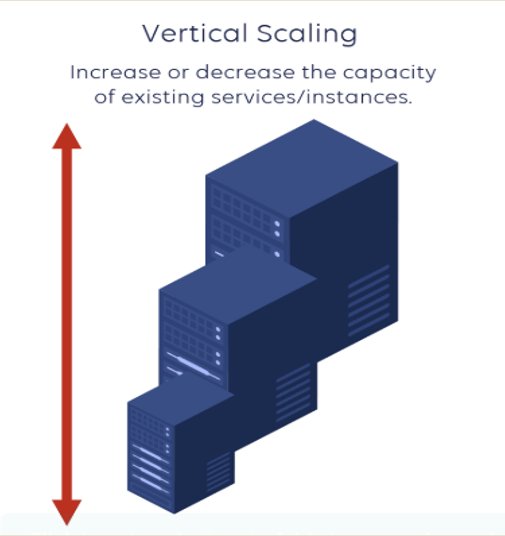 Vertical Scaling
Increase or decrease the capacity
of existing services/instances.